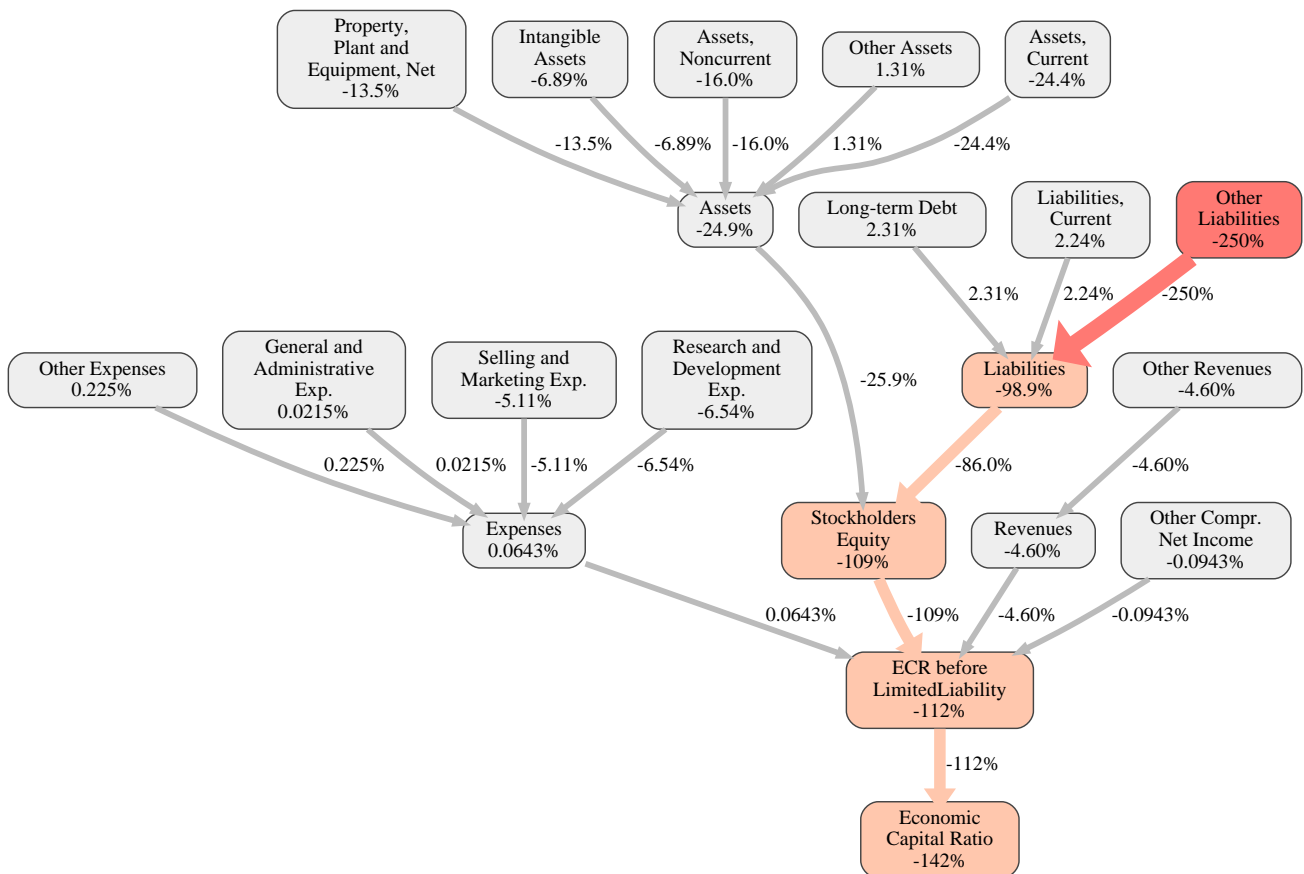 Property,
Plant and
Equipment, Net
-13.5%
Intangible
Assets
-6.89%
Assets,
Noncurrent
-16.0%
Other Assets
1.31%
Assets,
Current
-24.4%
-13.5%
-6.89%
-16.0%
1.31%
-24.4%
Assets
-24.9%
Long-term Debt
2.31%
Liabilities,
Current
2.24%
Other
Liabilities
-250%
2.31%
2.24%
-250%
Other Expenses
0.225%
General and
Administrative
Exp.
0.0215%
Selling and
Marketing Exp.
-5.11%
Research and
Development
Exp.
-6.54%
-25.9%
Liabilities
-98.9%
Other Revenues
-4.60%
0.225%
0.0215%
-5.11%
-6.54%
-86.0%
-4.60%
Expenses
0.0643%
Stockholders
Equity
-109%
Revenues
-4.60%
Other Compr.
Net Income
-0.0943%
0.0643%
-109%
-4.60%
-0.0943%
ECR before
LimitedLiability
-112%
-112%
Economic
Capital Ratio
-142%